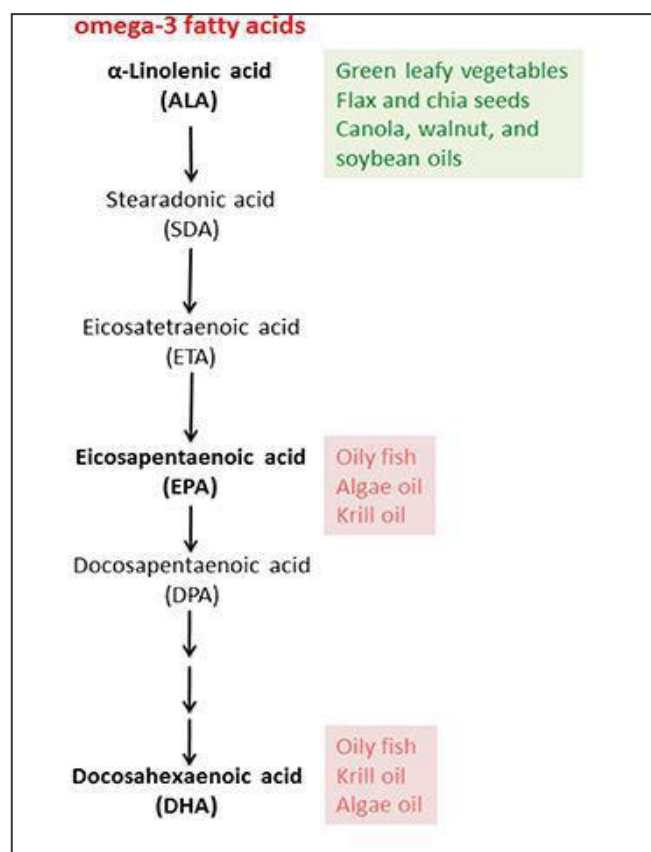 omega-3 fatty acids
α-Linolenic acid
(ALA)
Green leafy vegetables
Flax and chia seeds
Canola, walnut, and
soybean oils
Stearadonic acid
(SDA)
Eicosatetraenoic acid
(ETA)
Eicosapentaenoic acid
(EPA)
Oily fish
Algae oil
Krill oil
Docosapentaenoic acid
(DPA)
Docosahexaenoic acid
(DHA)
Oily fish
Krill oil
Algae oil